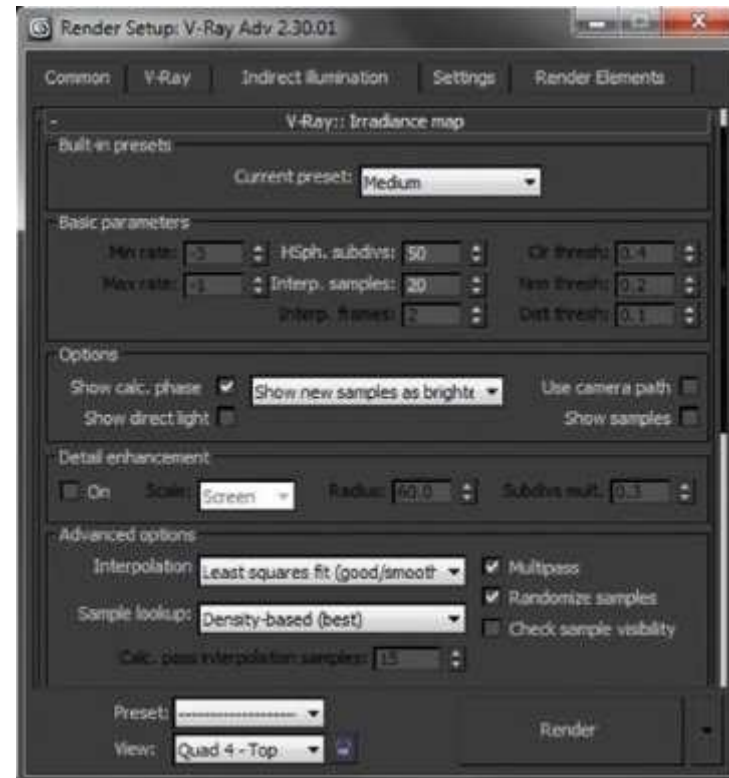 Render Setup: V-Ray Adv 2.30.01
Common V-Ray Indirect illumination Settings Render Elements
- V-Ray:: Irradiance map
Built-in presets
Current preset: Medium
Basic parameters
Min rate: -3 HSph. subdivs: 50 Clr thresh: 0.4
Max rate: -1 Interp. samples: 20 Nrm thresh: 0.2
Interp. frames: 2 Dist thresh: 0.1
Options
Show calc. phase Show new samples as brighte Use camera path
Show direct light Show samples
Detail enhancement
On Scale: Screen Radius: 60.0 Subdivs mult. 0.3
Advanced options
Interpolation Least squares fit (good/smooth Multipass
Randomize samples
Sample lookup: Density-based (best) Check sample visibility
Calc. pass interpolation samples: 15
Preset: --------------------
View: Quad 4 - Top Render